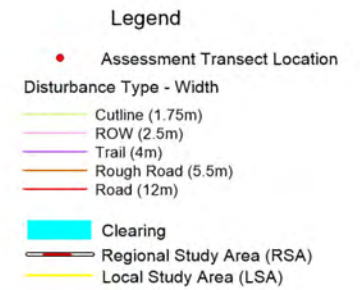 Legend
Assessment Transect Location
Disturbance Type - Width
Cutline (1.75m)
ROW (2.5m)
Trail (4m)
Rough Road (5.5m)
Road (12m)
Clearing
Regional Study Area (RSA)
Local Study Area (LSA)